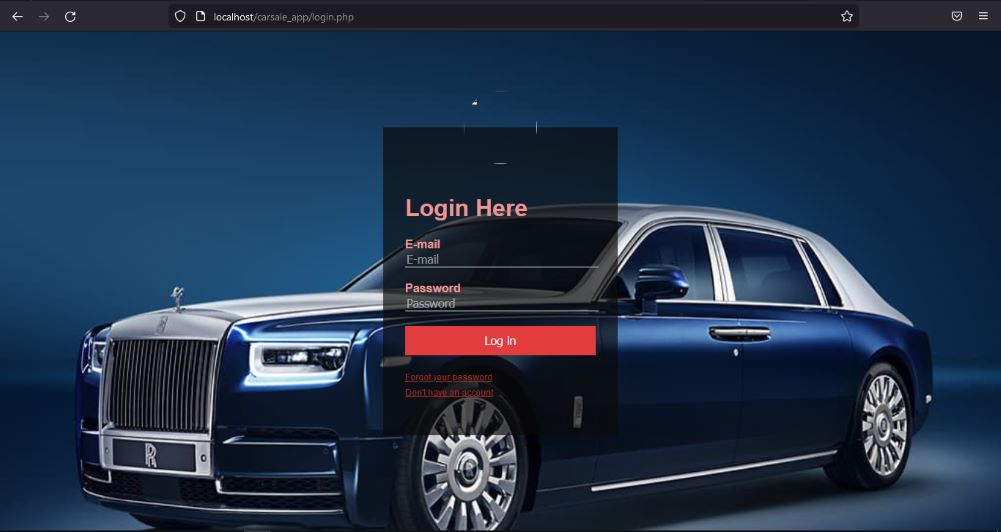 localhost/carsale_app/login.php
Login Here
E-mail
E-mail
Password
Password
Log In
Forgot your password
Don't have an account
RR